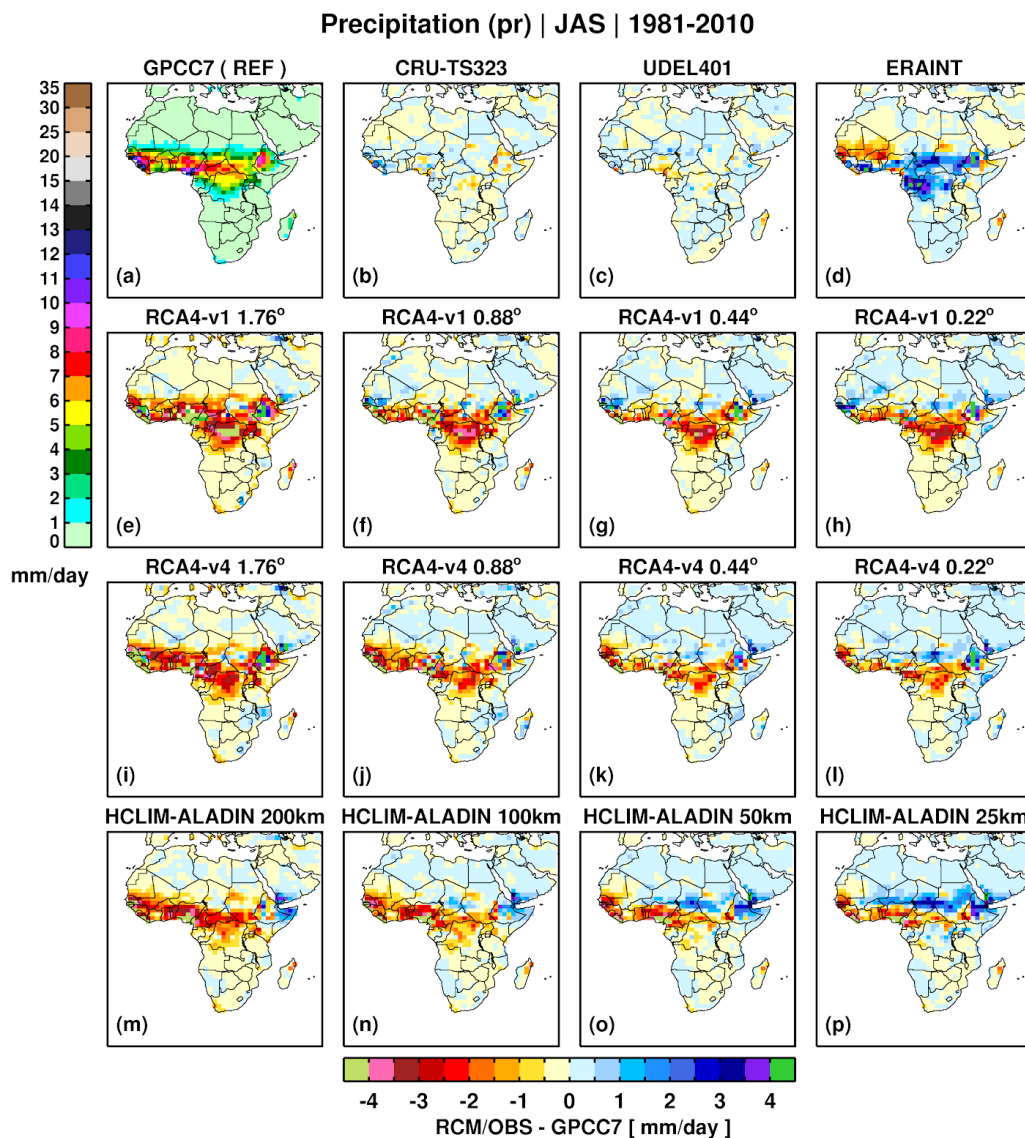 Precipitation (pr) | JAS | 1981-2010
GPCC7 ( REF )
CRU-TS323
UDEL401
ERAINT
35
30
25
20
15
14
13
12
11
10
9
8
7
6
5
4
3
2
1
0
mm/day
(a)
(b)
(c)
(d)
RCA4-v1 1.76°
RCA4-v1 0.88°
RCA4-v1 0.44°
RCA4-v1 0.22°
(e)
(f)
(g)
(h)
RCA4-v4 1.76°
RCA4-v4 0.88°
RCA4-v4 0.44°
RCA4-v4 0.22°
(i)
(j)
(k)
(l)
HCLIM-ALADIN 200km
HCLIM-ALADIN 100km
HCLIM-ALADIN 50km
HCLIM-ALADIN 25km
(m)
(n)
(o)
(p)
-4 -3 -2 -1 0 1 2 3 4
RCM/OBS - GPCC7 [ mm/day ]